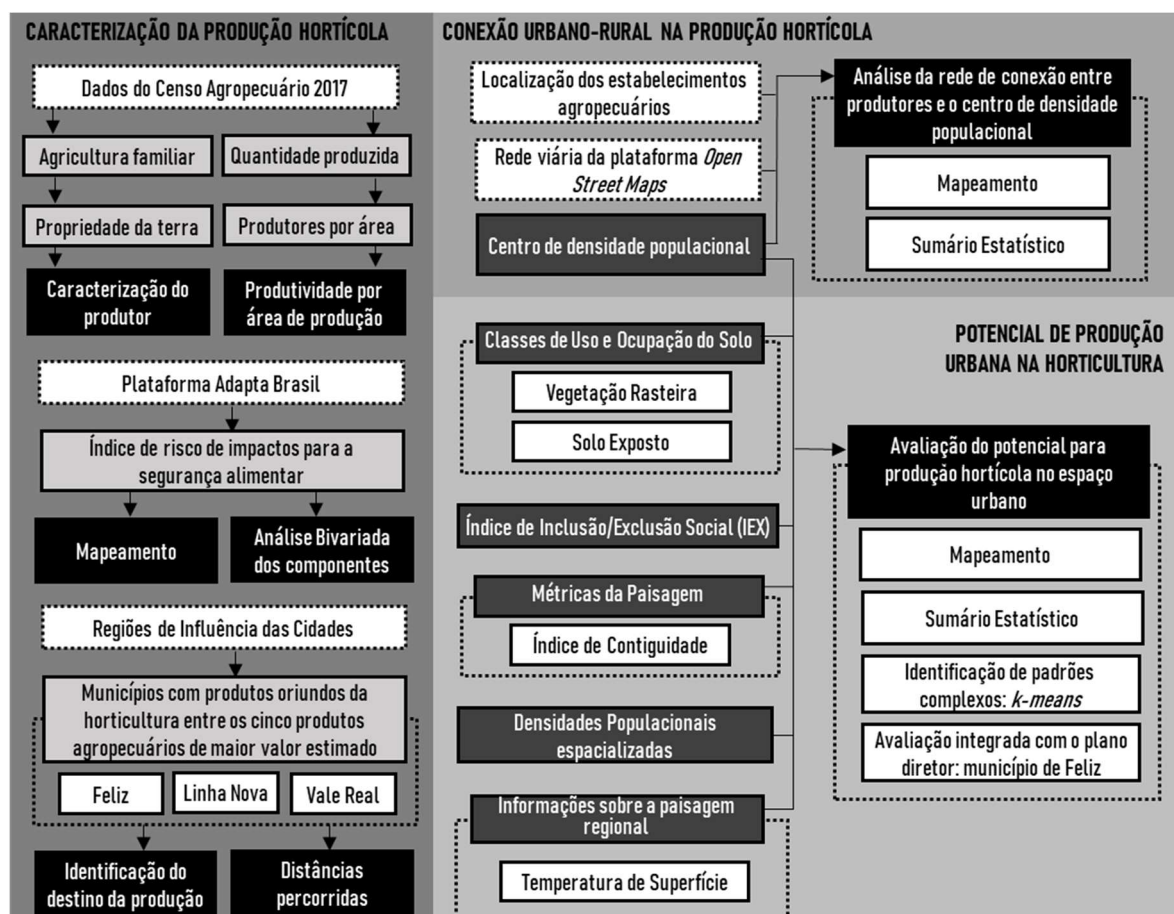 CARACTERIZAÇÃO DA PRODUÇÃO HORTÍCOLA
Dados do Censo Agropecuário 2017
Agricultura familiar
Quantidade produzida
Propriedade da terra
Produtores por área
Caracterização do
produtor
Produtividade por
área de produção
Plataforma Adapta Brasil
Índice de risco de impactos para a
segurança alimentar
Mapeamento
Análise Bivariada
dos componentes
Regiões de Influência das Cidades
Municípios com produtos oriundos da
horticultura entre os cinco produtos
agropecuários de maior valor estimado
Feliz
Linha Nova
Vale Real
Identificação do
destino da produção
Distâncias
percorridas
CONEXÃO URBANO-RURAL NA PRODUÇÃO HORTÍCOLA
Localização dos estabelecimentos
agropecuários
Rede viária da plataforma Open
Street Maps
Centro de densidade populacional
Análise da rede de conexão entre
produtores e o centro de densidade
populacional
Mapeamento
Sumário Estatístico
POTENCIAL DE PRODUÇÃO
URBANA NA HORTICULTURA
Classes de Uso e Ocupação do Solo
Vegetação Rasteira
Solo Exposto
Índice de Inclusão/Exclusão Social (IEX)
Métricas da Paisagem
Índice de Contiguidade
Densidades Populacionais
espacializadas
Informações sobre a paisagem
regional
Temperatura de Superfície
Avaliação do potencial para
produção hortícola no espaço
urbano
Mapeamento
Sumário Estatístico
Identificação de padrões
complexos: k-means
Avaliação integrada com o plano
diretor: município de Feliz